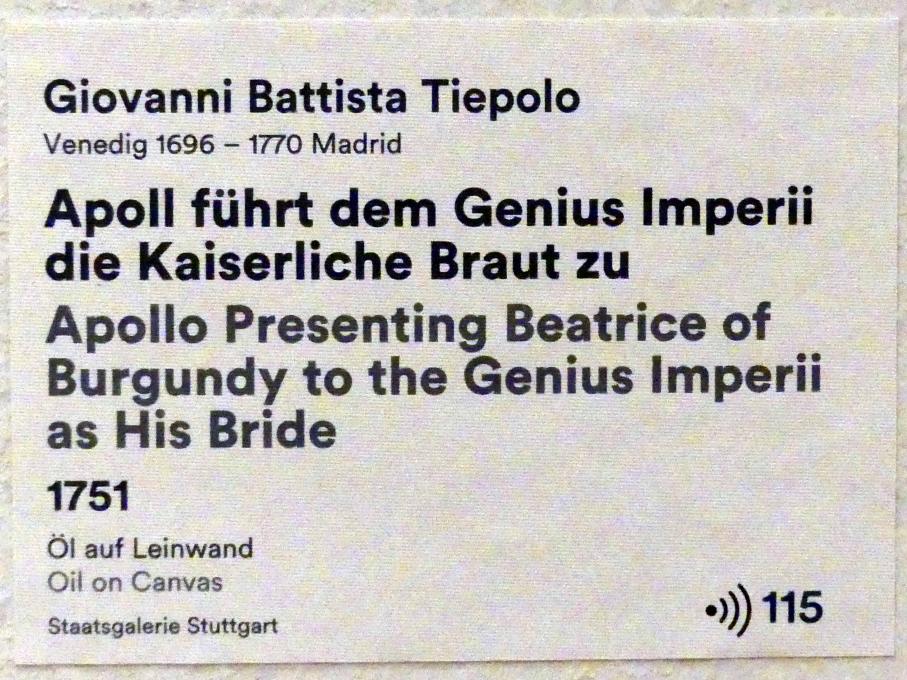 Giovanni Battista Tiepolo
Venedig 1696 – 1770 Madrid
Apoll führt dem Genius Imperii
die Kaiserliche Braut zu
Apollo Presenting Beatrice of
Burgundy to the Genius Imperii
as His Bride
1751
Öl auf Leinwand
Oil on Canvas
Staatsgalerie Stuttgart
115